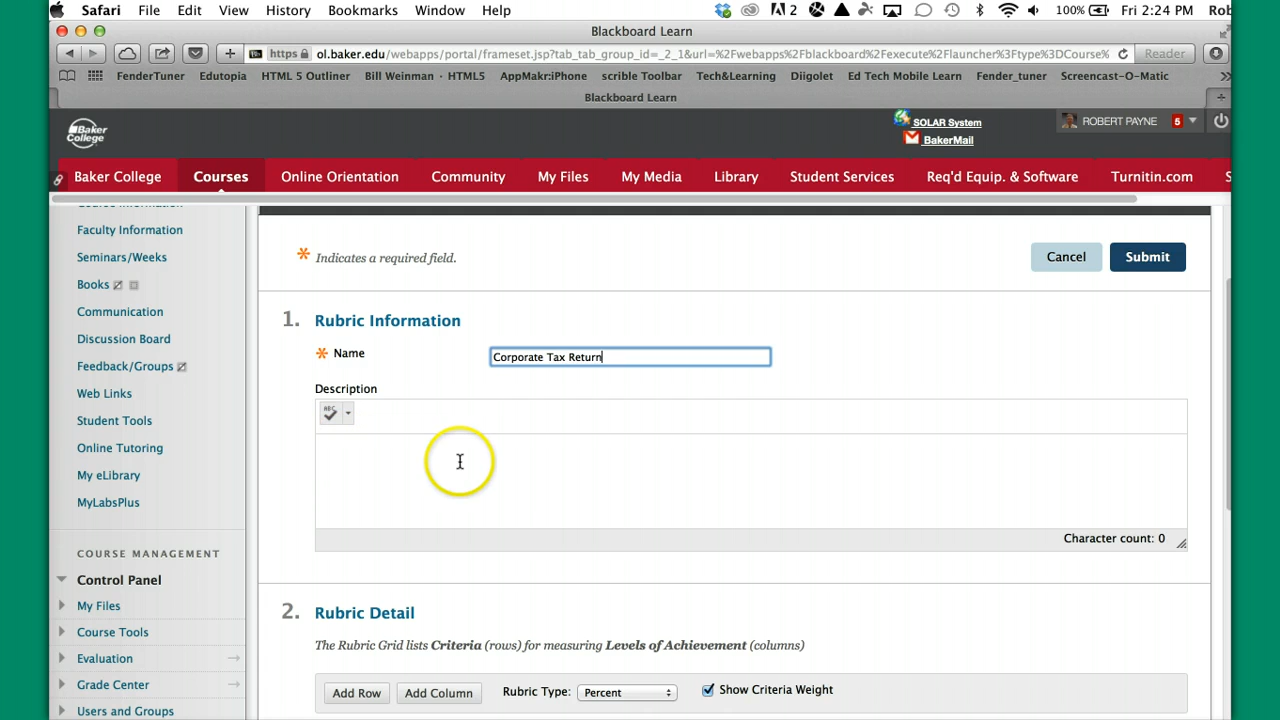 Safari File Edit View History Bookmarks Window Help 2 100% Fri 2:24 PM Rob
Blackboard Learn
https ol.baker.edu/webapps/portal/frameset.jsp?tab_tab_group_id=_2_1&url=%2Fwebapps%2Fblackboard%2Fexecute%2Flauncher%3Ftype%3DCourse% Reader
FenderTuner Edutopia HTML 5 Outliner Bill Weinman · HTML5 AppMakr:iPhone scrible Toolbar Tech&Learning Diigolet Ed Tech Mobile Learn Fender_tuner Screencast-O-Matic
Blackboard Learn
Baker College
SOLAR System
BakerMail
ROBERT PAYNE 5
Baker College Courses Online Orientation Community My Files My Media Library Student Services Req'd Equip. & Software Turnitin.com S
Course Information
Faculty Information
Seminars/Weeks
Books
Communication
Discussion Board
Feedback/Groups
Web Links
Student Tools
Online Tutoring
My eLibrary
MyLabsPlus
COURSE MANAGEMENT
Control Panel
My Files
Course Tools
Evaluation
Grade Center
Users and Groups
* Indicates a required field.
Cancel Submit
1. Rubric Information
* Name Corporate Tax Return
Description
ABC
Character count: 0
2. Rubric Detail
The Rubric Grid lists Criteria (rows) for measuring Levels of Achievement (columns)
Add Row Add Column Rubric Type: Percent Show Criteria Weight